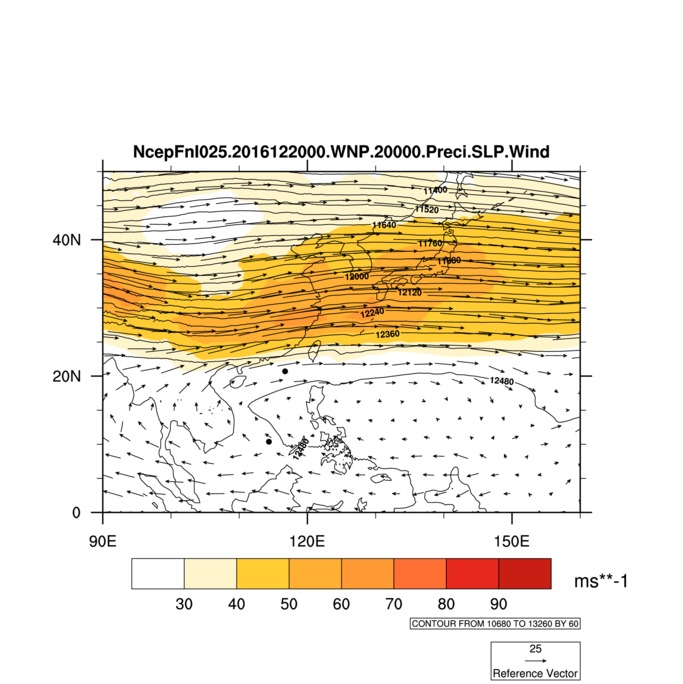 NcepFnl025.2016122000.WNP.20000.Preci.SLP.Wind
11400
11520
40N
11640
11760
11880
12000
12120
12240
12360
20N
12480
12480
0
90E 120E 150E
ms**-1
30 40 50 60 70 80 90
CONTOUR FROM 10680 TO 13260 BY 60
25
Reference Vector